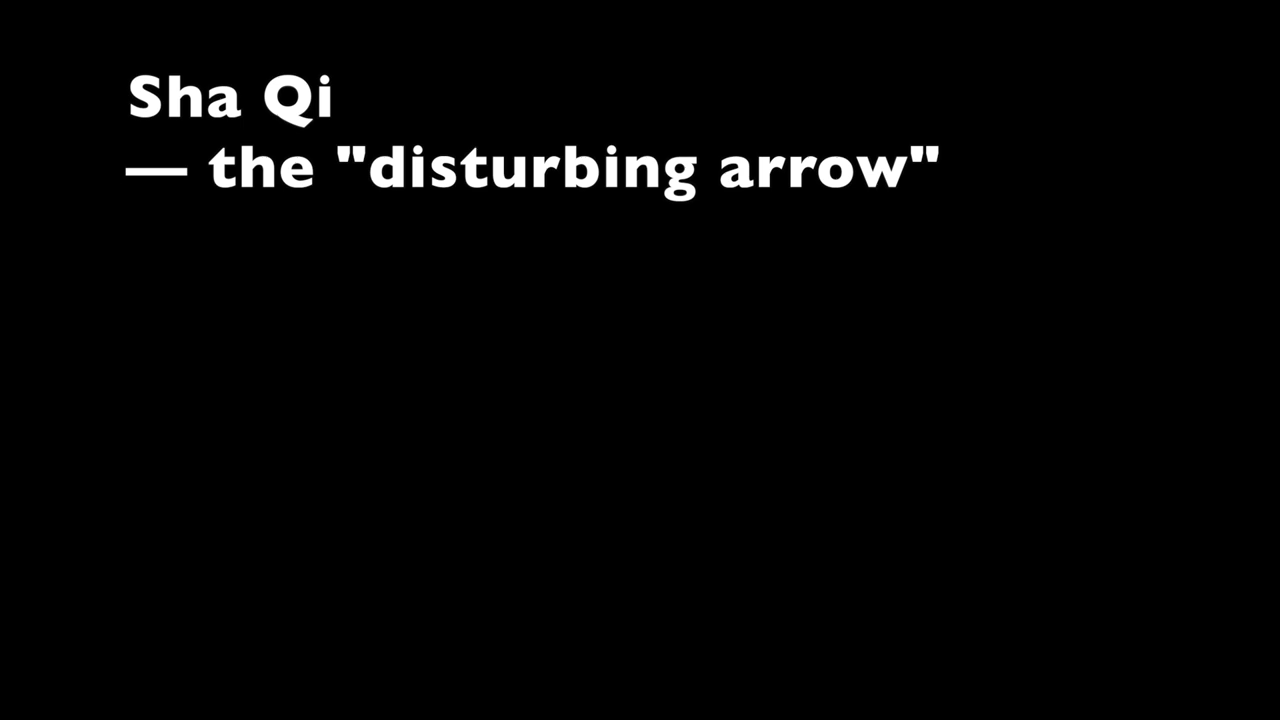 Sha Qi
— the "disturbing arrow"